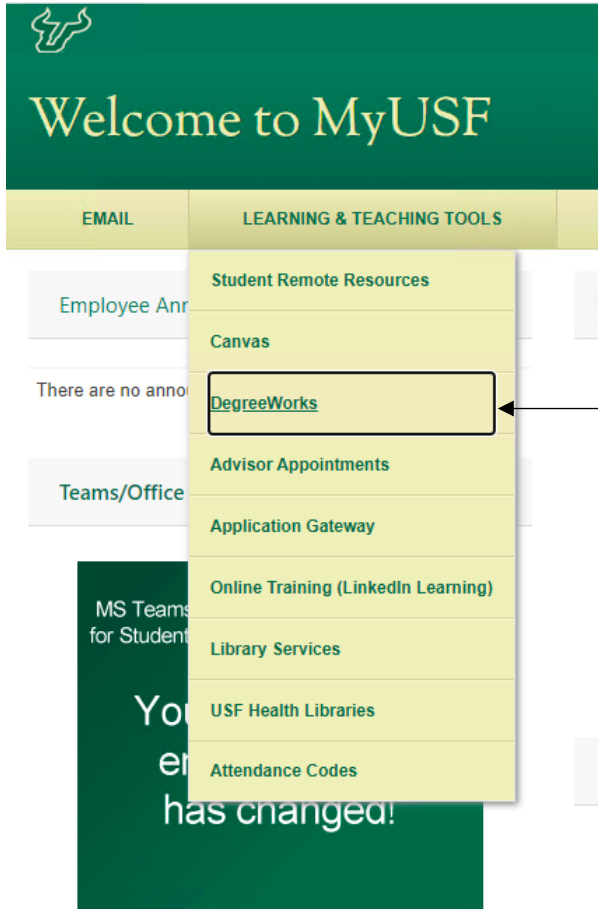 Welcome to MyUSF
EMAIL
LEARNING & TEACHING TOOLS
Student Remote Resources
Employee
Canvas
There are no
DegreeWorks
Advisor Appointments
Teams/Office
Application Gateway
Online Training (LinkedIn Learning)
MS Teams
for Student
Library Services
USF Health Libraries
Attendance Codes
has changed!